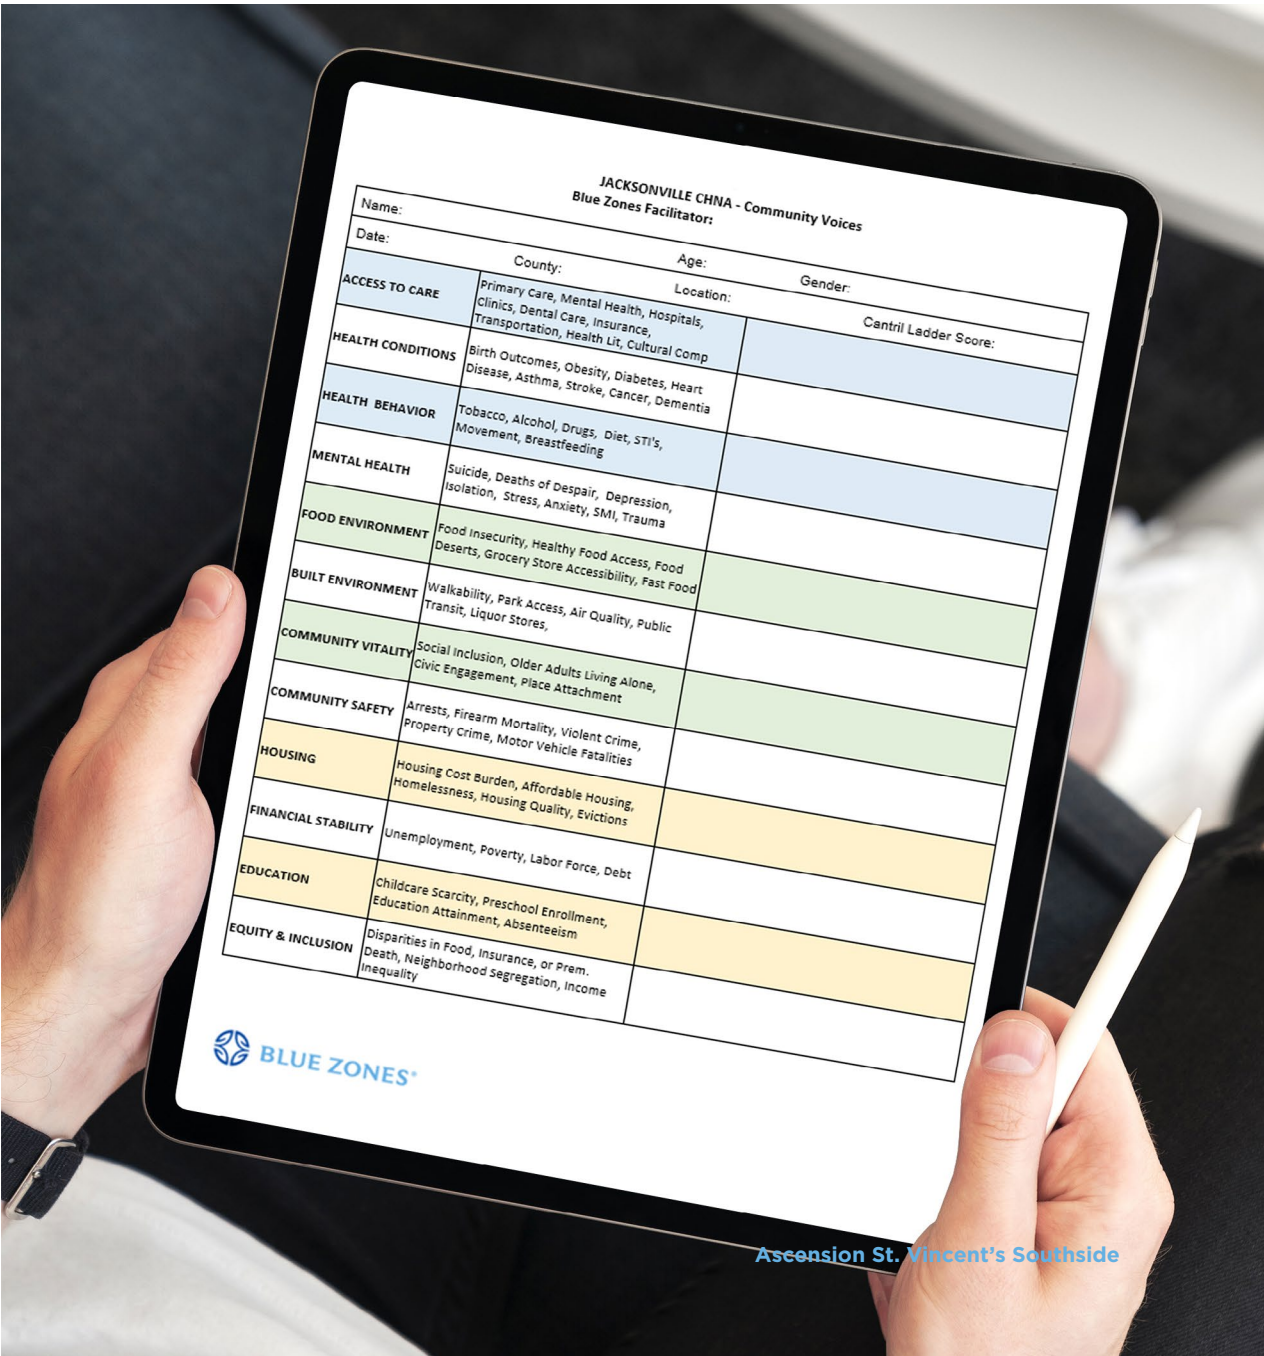 JACKSONVILLE CHNA - Community Voices
Blue Zones Facilitator:
Name: Age: Gender:
Date: County: Location: Cantril Ladder Score:
ACCESS TO CARE
Primary Care, Mental Health, Hospitals,
Clinics, Dental Care, Insurance,
Transportation, Health Lit, Cultural Comp
HEALTH CONDITIONS
Birth Outcomes, Obesity, Diabetes, Heart
Disease, Asthma, Stroke, Cancer, Dementia
HEALTH BEHAVIOR
Tobacco, Alcohol, Drugs, Diet, STI's,
Movement, Breastfeeding
MENTAL HEALTH
Suicide, Deaths of Despair, Depression,
Isolation, Stress, Anxiety, SMI, Trauma
FOOD ENVIRONMENT
Food Insecurity, Healthy Food Access, Food
Deserts, Grocery Store Accessibility, Fast Food
BUILT ENVIRONMENT
Walkability, Park Access, Air Quality, Public
Transit, Liquor Stores,
COMMUNITY VITALITY
Social Inclusion, Older Adults Living Alone,
Civic Engagement, Place Attachment
COMMUNITY SAFETY
Arrests, Firearm Mortality, Violent Crime,
Property Crime, Motor Vehicle Fatalities
HOUSING
Housing Cost Burden, Affordable Housing,
Homelessness, Housing Quality, Evictions
FINANCIAL STABILITY
Unemployment, Poverty, Labor Force, Debt
EDUCATION
Childcare Scarcity, Preschool Enrollment,
Education Attainment, Absenteeism
EQUITY & INCLUSION
Disparities in Food, Insurance, or Prem.
Death, Neighborhood Segregation, Income
Inequality
BLUE ZONES®
Ascension St. Vincent's Southside